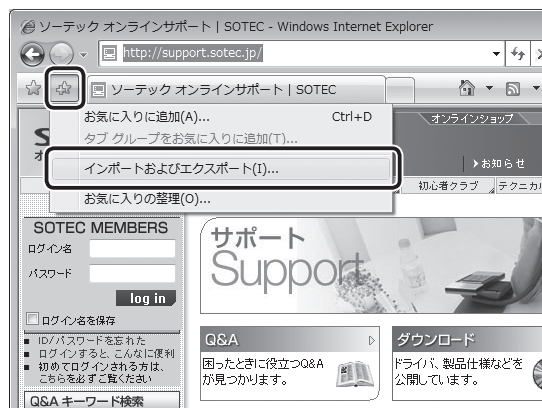 ソーテック オンラインサポート | SOTEC - Windows Internet Explorer
http://support.sotec.jp/
ソーテック オンラインサポート | SOTEC
お気に入りに追加(A)... Ctrl+D
タブ グループをお気に入りに追加(T)...
インポートおよびエクスポート(I)...
お気に入りの整理(O)...
オンラインショップ
お知らせ
初心者クラブ
SOTEC MEMBERS
ログイン名
パスワード
log in
ログイン名を保存
ID/パスワードを忘れた
ログインすると、こんなに便利
初めてログインされる方は、
こちらを必ずご覧ください
Q&A キーワード検索
サポート
Support
Q&A
困ったときに役立つQ&A
が見つかります。
ダウンロード
ドライバ、製品仕様などを
公開しています。